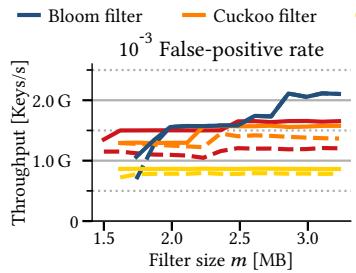 Bloom filter Cuckoo filter
10⁻³ False-positive rate
Throughput [Keys/s]
2.0 G
1.0 G
0
1.5 2.0 2.5 3.0
Filter size m [MB]